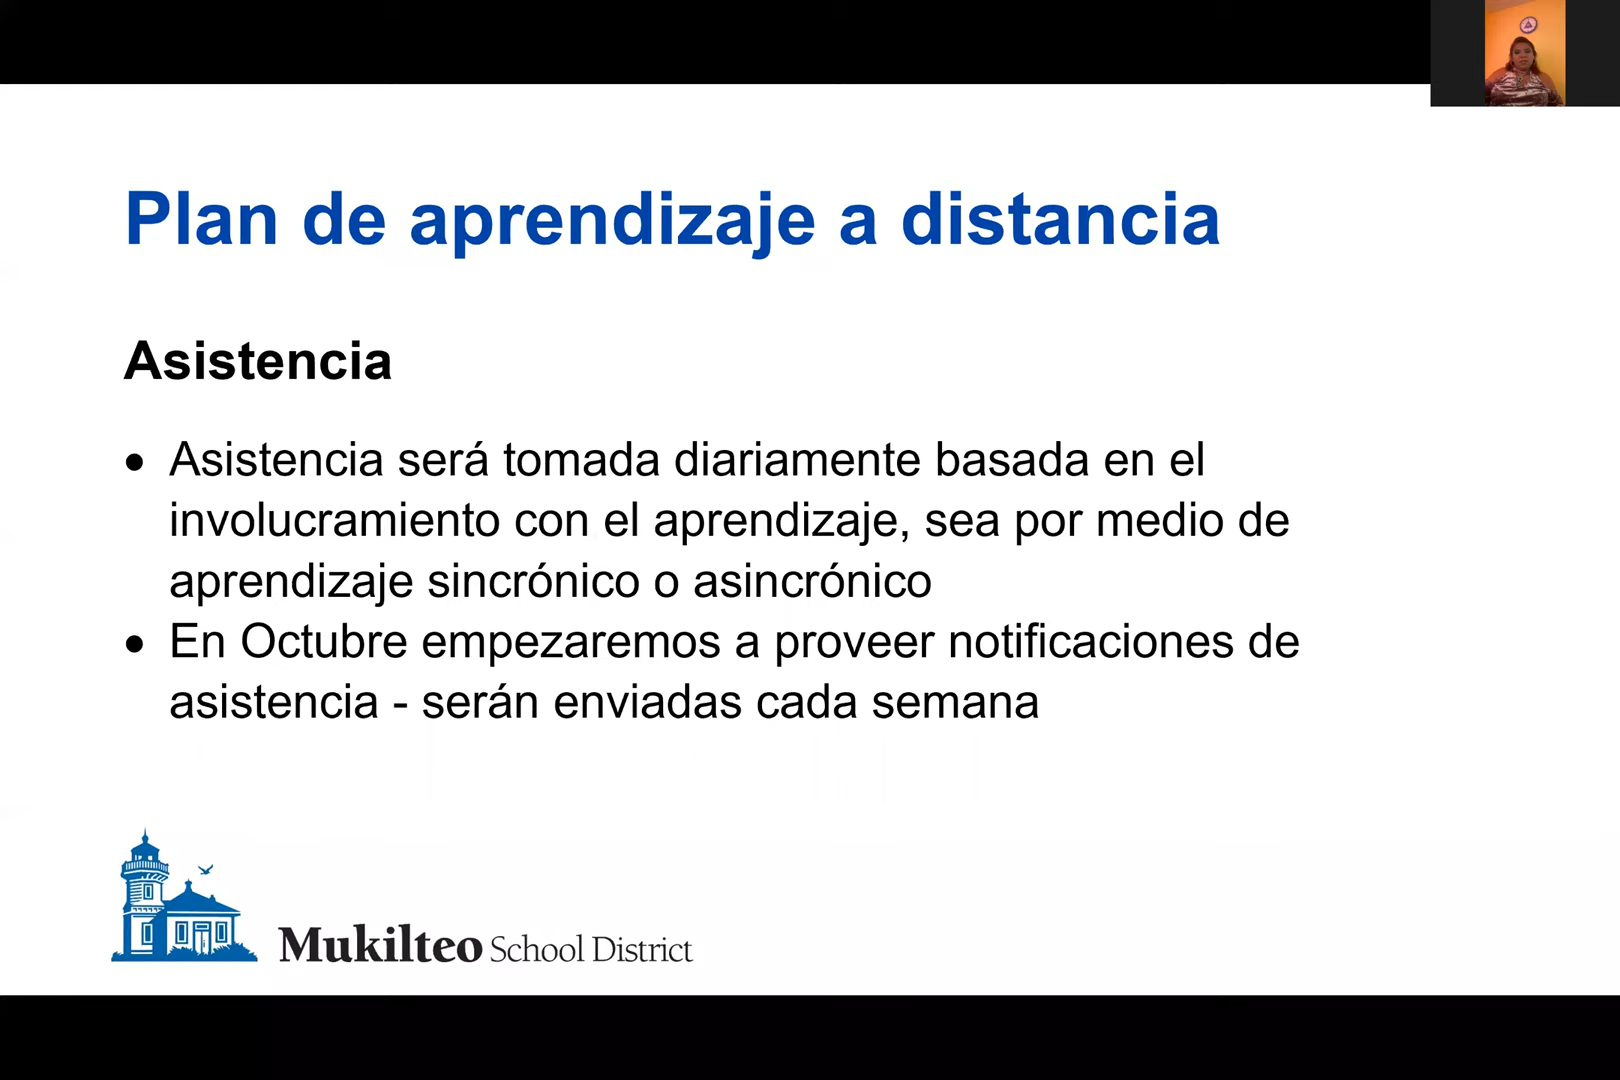 Plan de aprendizaje a distancia
Asistencia
• Asistencia será tomada diariamente basada en el
involucramiento con el aprendizaje, sea por medio de
aprendizaje sincrónico o asincrónico
• En Octubre empezaremos a proveer notificaciones de
asistencia - serán enviadas cada semana
Mukilteo School District